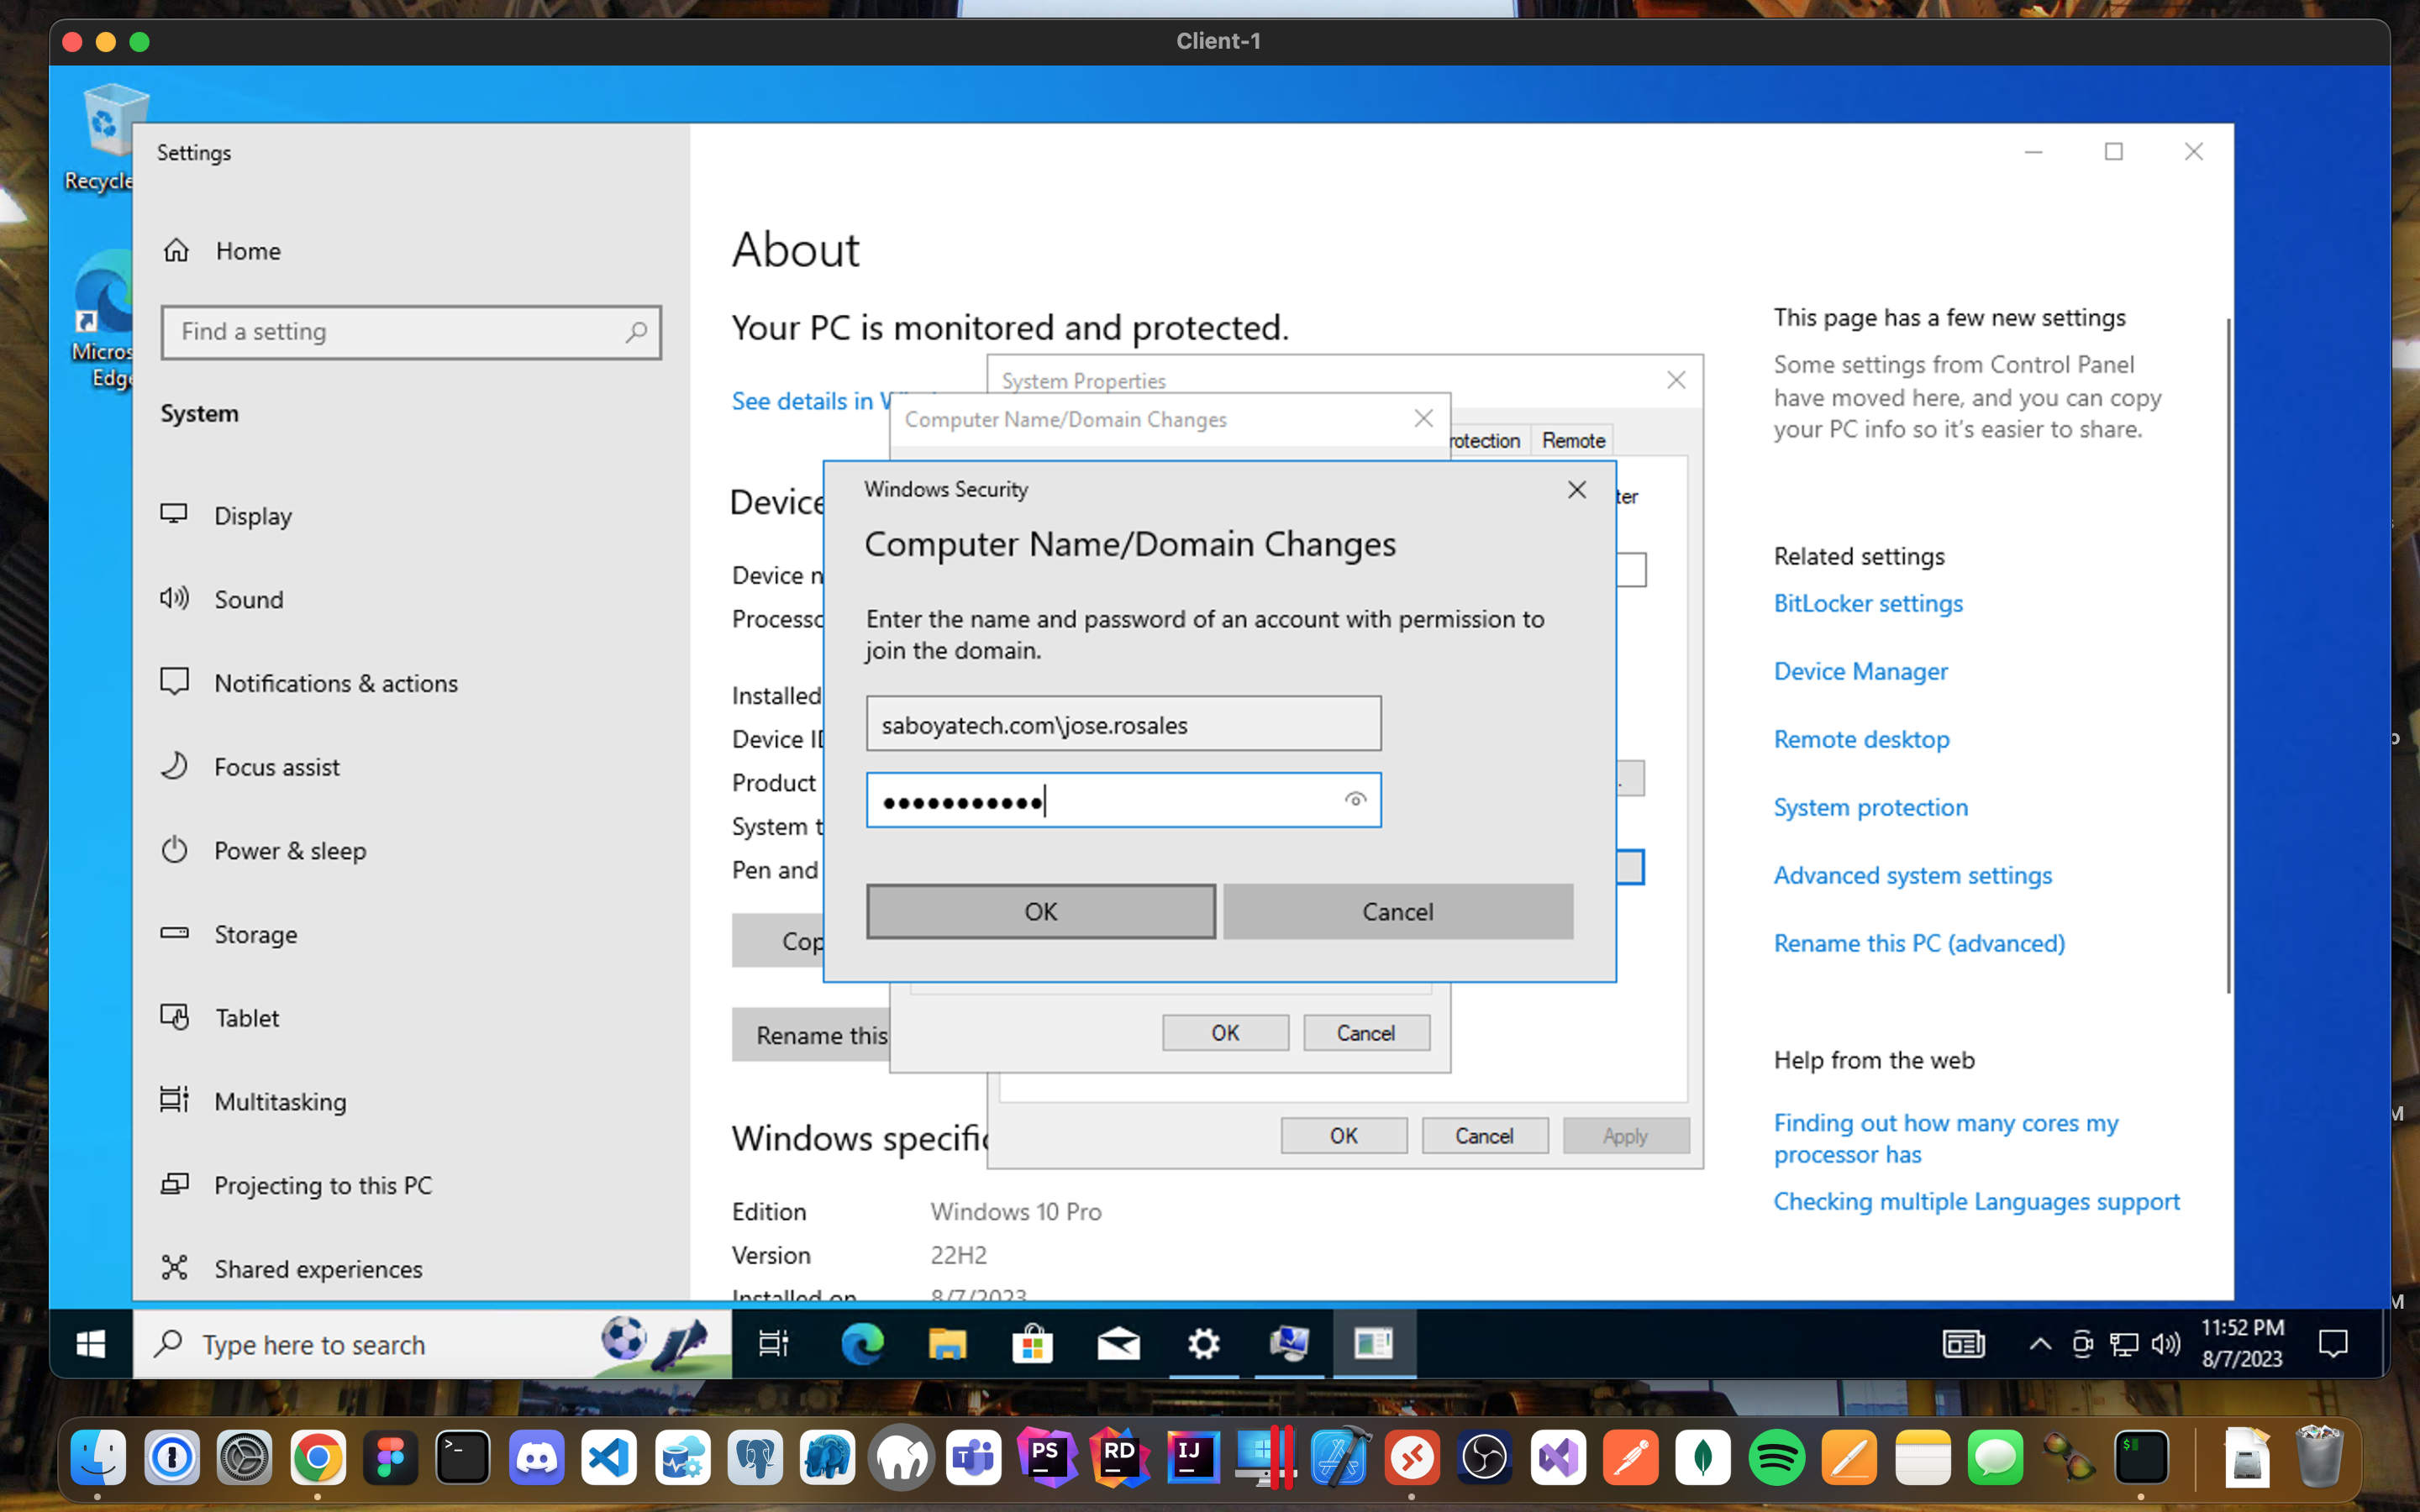 Client-1
Recycle
Micros
Edge
Settings
Home
Find a setting
System
Display
Sound
Notifications & actions
Focus assist
Power & sleep
Storage
Tablet
Multitasking
Projecting to this PC
Shared experiences
About
Your PC is monitored and protected.
See details in W
Device
Device n
Processo
Installed
Device ID
Product
System t
Pen and
Cop
Rename this
Windows specific
Edition Windows 10 Pro
Version 22H2
Installed on 8/7/2023
System Properties
rotection Remote
ter
OK Cancel Apply
Computer Name/Domain Changes
OK Cancel
Windows Security
Computer Name/Domain Changes
Enter the name and password of an account with permission to
join the domain.
saboyatech.com\jose.rosales
●●●●●●●●●●●
OK Cancel
This page has a few new settings
Some settings from Control Panel
have moved here, and you can copy
your PC info so it's easier to share.
Related settings
BitLocker settings
Device Manager
Remote desktop
System protection
Advanced system settings
Rename this PC (advanced)
Help from the web
Finding out how many cores my
processor has
Checking multiple Languages support
Type here to search
11:52 PM
8/7/2023
PS
RD
IJ